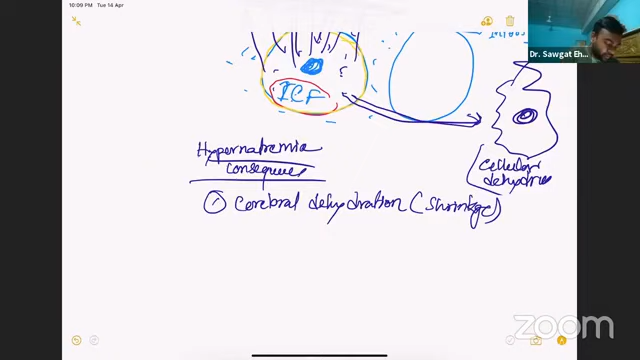 10:09 PM Tue 14 Apr
Dr. Sawgat Eh...
ICF
Hypernatremia
consequences
cellular
dehydration
① Cerebral dehydration (Shrinkage)
zoom